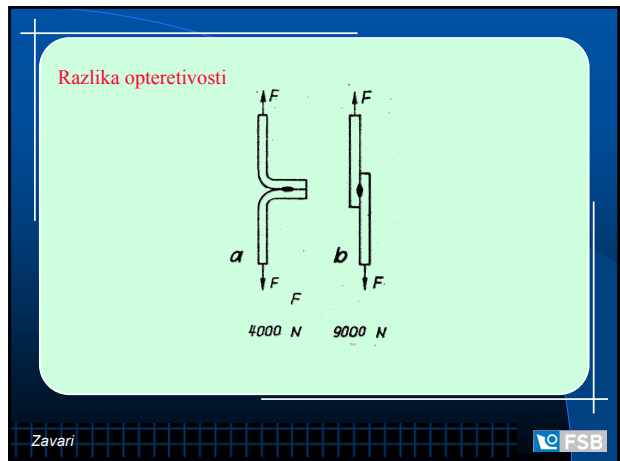 Razlika opteretivosti
F F
a b
F F
F
4000 N 9000 N
Zavari
FSB